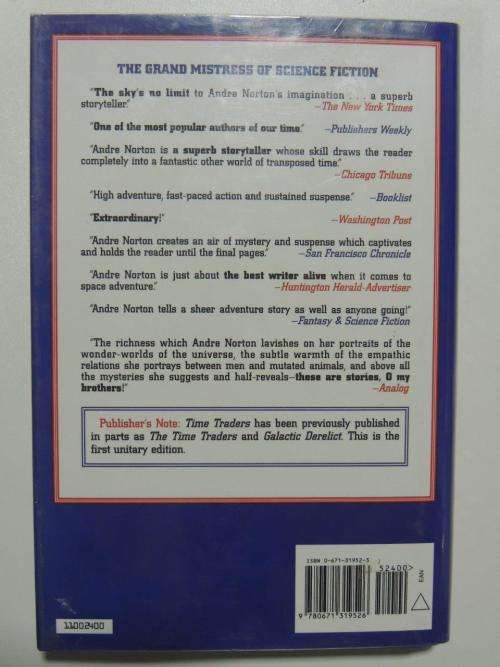 THE GRAND MISTRESS OF SCIENCE FICTION
"The sky's no limit to Andre Norton's imagination . . . a superb
storyteller."
–The New York Times
"One of the most popular authors of our time."
–Publishers Weekly
"Andre Norton is a superb storytller whose skill draws the reader
completely into a fantastic other world of transposed time."
–Chicago Tribune
"High adventure, fast-paced action and sustained suspense."
–Booklist
"Extraordinary!"
–Washington Post
"Andre Norton creates an air of mystery and suspense which captivates
and holds the reader until the final pages."
–San Francisco Chronicle
"Andre Norton is just about the best writer alive when it comes to
space adventure."
–Huntington Herald-Advertiser
"Andre Norton tells a sheer adventure story as well as anyone going!"
–Fantasy & Science Fiction
"The richness which Andre Norton lavishes on her portraits of the
wonder-worlds of the universe, the subtle warmth of the empathic
relations she portrays between men and mutated animals, and above all
the mysteries she suggests and half-reveals–these are stories, O my
brothers!"
–Analog
Publisher's Note: Time Traders has been previously published
in parts as The Time Traders and Galactic Derelict. This is the
first unitary edition.
ISBN 0-671-31952-3
52400>
EAN
9 780671 319526
11002400